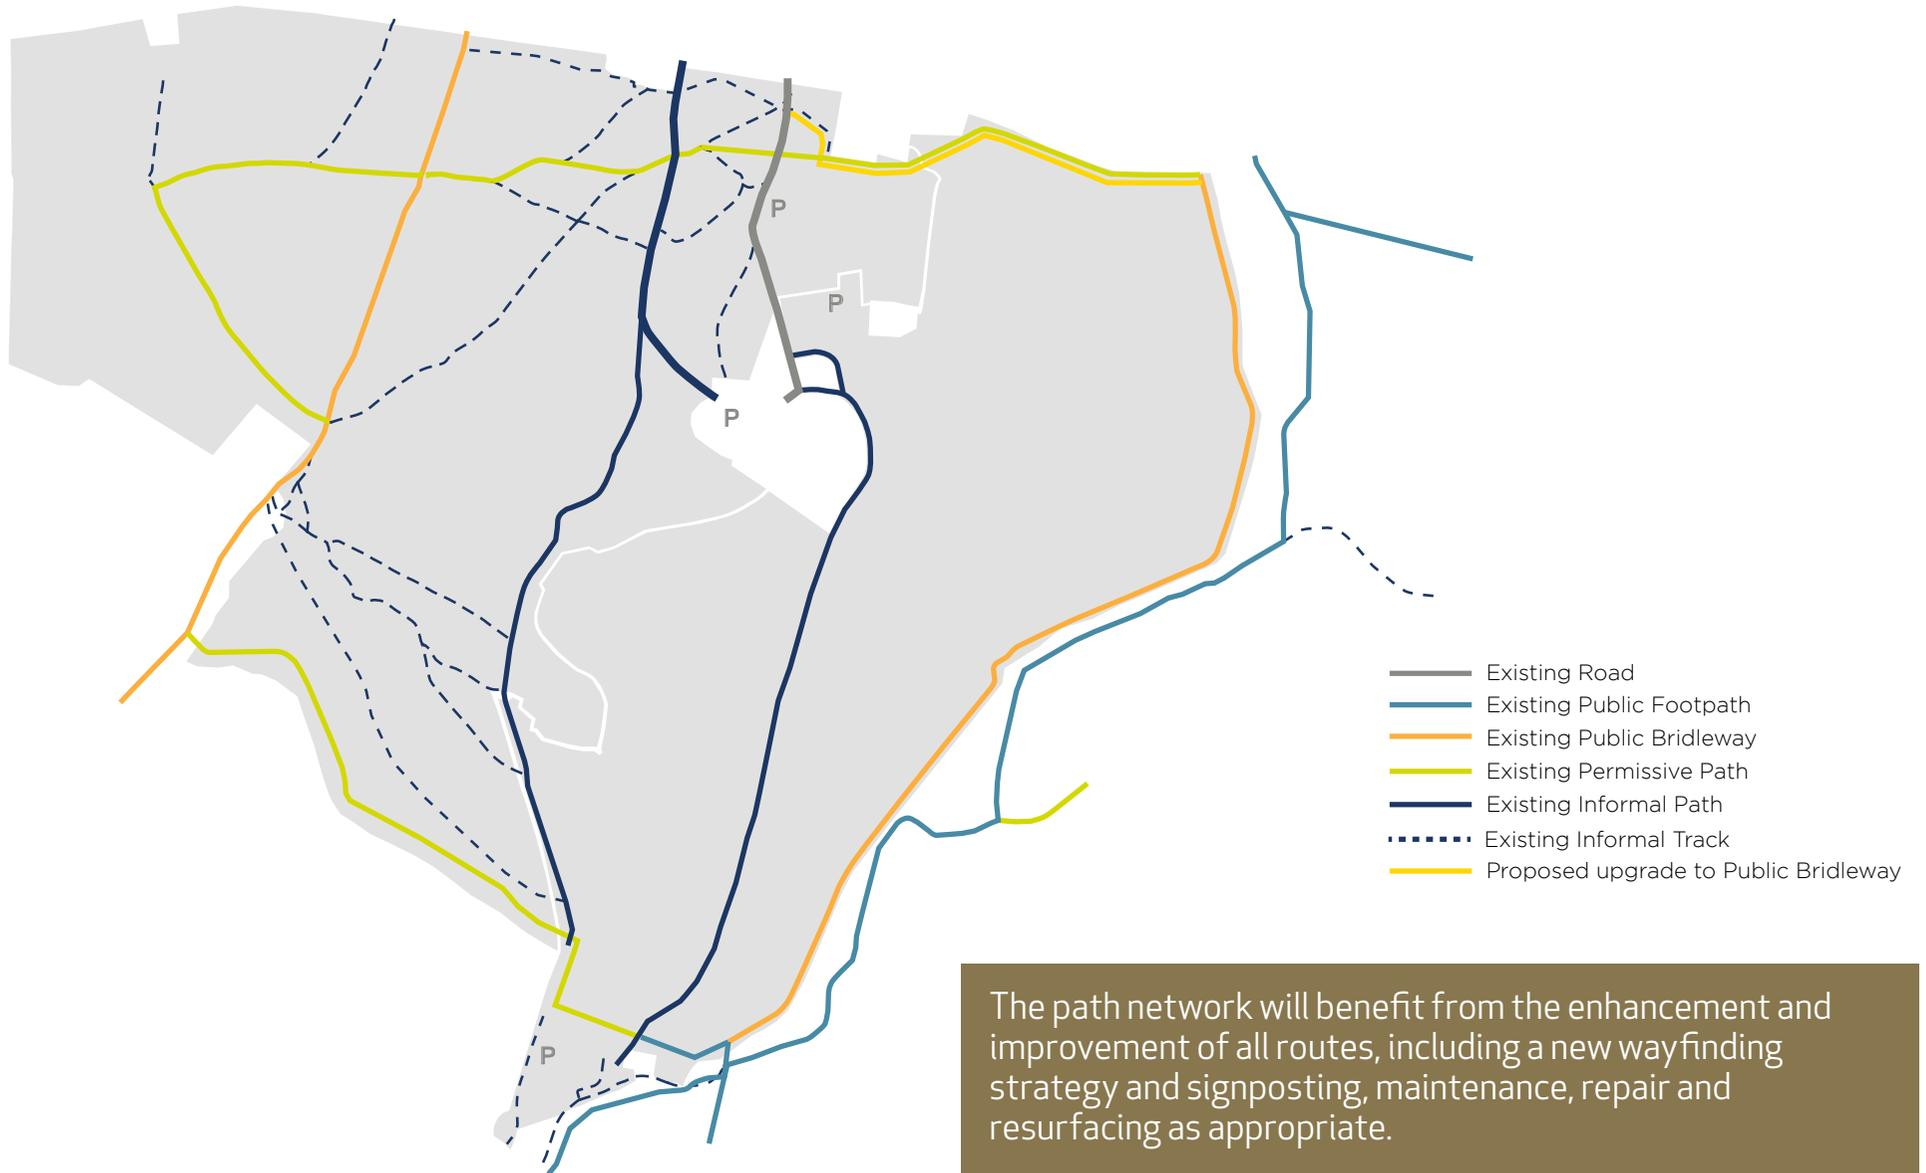 P
P
P
P
Existing Road
Existing Public Footpath
Existing Public Bridleway
Existing Permissive Path
Existing Informal Path
Existing Informal Track
Proposed upgrade to Public Bridleway
The path network will benefit from the enhancement and
improvement of all routes, including a new wayfinding
strategy and signposting, maintenance, repair and
resurfacing as appropriate.